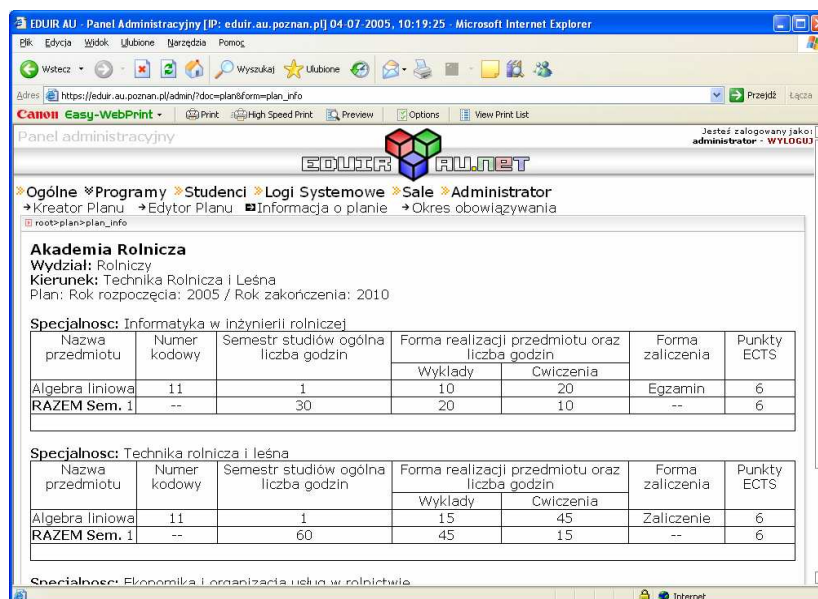 EDUIR AU - Panel Administracyjny [IP: eduir.au.poznan.pl] 04-07-2005, 10:19:25 - Microsoft Internet Explorer
Plik Edycja Widok Ulubione Narzędzia Pomoc
Wstecz Wyszukaj Ulubione
Adres https://eduir.au.poznan.pl/admin/?doc=plan&form=plan_info Przejdź Łącza
Canon Easy-WebPrint Print High Speed Print Preview Options View Print List
Panel administracyjny Jesteś zalogowany jako:
administrator - WYLOGUJ
EDUIR AU.NET
Ogólne Programy Studenci Logi Systemowe Sale Administrator
Kreator Planu Edytor Planu Informacja o planie Okres obowiązywania
root>plan>plan_info
Akademia Rolnicza
Wydział: Rolniczy
Kierunek: Technika Rolnicza i Leśna
Plan: Rok rozpoczęcia: 2005 / Rok zakończenia: 2010
Specjalnosc: Informatyka w inżynierii rolniczej
Nazwa Numer Semestr studiów ogólna Forma realizacji przedmiotu oraz Forma Punkty
przedmiotu kodowy liczba godzin liczba godzin zaliczenia ECTS
Wyklady Cwiczenia
Algebra liniowa 11 1 10 20 Egzamin 6
RAZEM Sem. 1 -- 30 20 10 -- 6
Specjalnosc: Technika rolnicza i leśna
Nazwa Numer Semestr studiów ogólna Forma realizacji przedmiotu oraz Forma Punkty
przedmiotu kodowy liczba godzin liczba godzin zaliczenia ECTS
Wyklady Cwiczenia
Algebra liniowa 11 1 15 45 Zaliczenie 6
RAZEM Sem. 1 -- 60 45 15 -- 6
Specjalnosc: Ekonomika i organizacja usług w rolnictwie
Internet